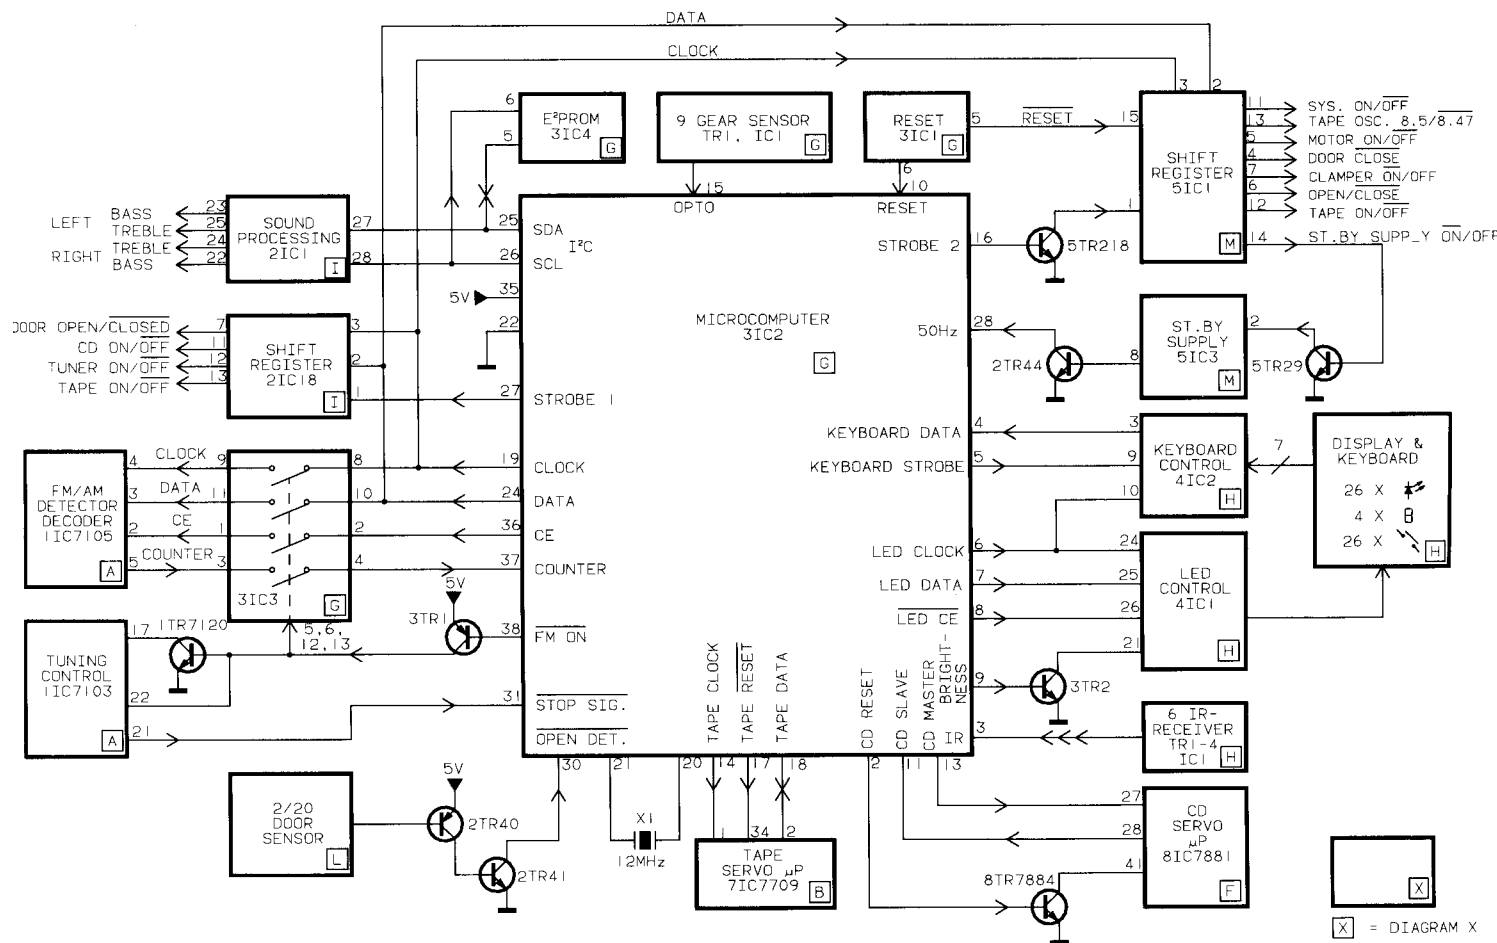 DATA
CLOCK
3 2
6
E²PROM
3IC4
5
G
9 GEAR SENSOR
TR1, IC1
G
15
RESET
3IC1
G
5
RESET
6
10
15
SHIFT
REGISTER
5IC1
M
1
11 SYS. ON/OFF
13 TAPE OSC. 8.5/8.47
5 MOTOR ON/OFF
4 DOOR CLOSE
7 CLAMPER ON/OFF
6 OPEN/CLOSE
12 TAPE ON/OFF
14 ST.BY SUPPLY ON/OFF
LEFT BASS 23
TREBLE 25
RIGHT TREBLE 24
BASS 22
SOUND
PROCESSING
2IC1
I
27
28
DOOR OPEN/CLOSED 7
CD ON/OFF 11
TUNER ON/OFF 12
TAPE ON/OFF 13
SHIFT
REGISTER
2IC18
I
3
2
1
OPTO
RESET
25 SDA
I²C
26 SCL
5V 35
22
MICROCOMPUTER
3IC2
G
27 STROBE 1
19 CLOCK
24 DATA
36 CE
37 COUNTER
38 FM ON
31 STOP SIG.
OPEN DET.
30
STROBE 2 16
5TR218
50Hz 28
2TR44
8
ST.BY
SUPPLY
5IC3
M
2
5TR29
KEYBOARD DATA 4
KEYBOARD STROBE 5
3
9
10
KEYBOARD
CONTROL
4IC2
H
7
DISPLAY &
KEYBOARD
26 X
4 X
26 X
H
LED CLOCK 6
LED DATA 7
LED CE 8
24
25
26
21
LED
CONTROL
4IC1
H
BRIGHT-
NESS 9
3TR2
IR 3
6 IR-
RECEIVER
TR1-4
IC1
H
FM/AM
DETECTOR
DECODER
1IC7105
A
4 CLOCK 9
3 DATA 11
2 CE 1
5 COUNTER 3
8
10
2
4
3IC3
G
5,6,
12,13
5V
3TR1
17
1TR7120
TUNING
CONTROL
1IC7103
A
22
21
2/20
DOOR
SENSOR
L
5V
2TR40
2TR41
21
X1
12MHz
20
TAPE CLOCK
TAPE RESET
TAPE DATA
14 17 18
1 34 2
TAPE
SERVO µP
7IC7709
B
CD RESET
CD SLAVE
CD MASTER
2 11 13
27
28
41
CD
SERVO
µP
8IC7881
F
8TR7884
X
X = DIAGRAM X